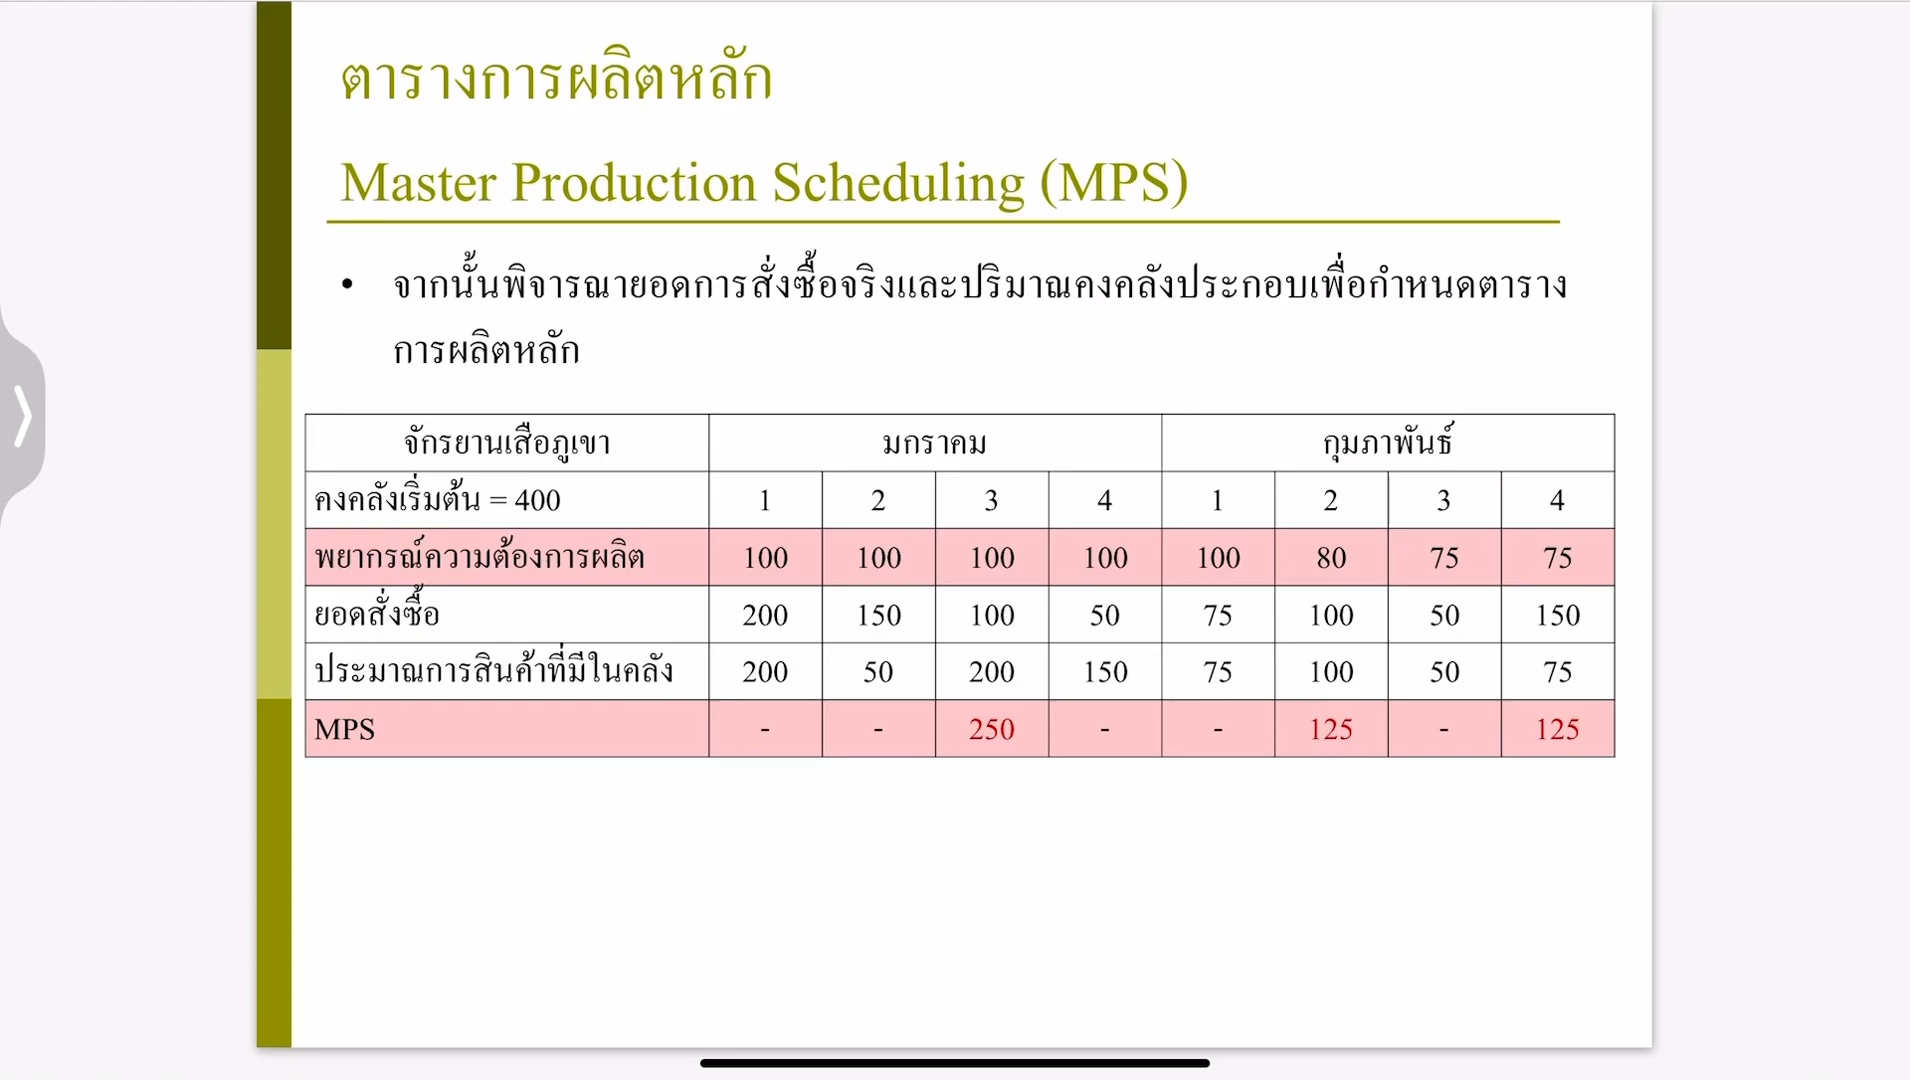 ตารางการผลิตหลัก
Master Production Scheduling (MPS)
• จากนั้นพิจารณายอดการสั่งซื้อจริงและปริมาณคงคลังประกอบเพื่อกำหนดตาราง
การผลิตหลัก
จักรยานเสือภูเขา มกราคม กุมภาพันธ์
คงคลังเริ่มต้น = 400 1 2 3 4 1 2 3 4
พยากรณ์ความต้องการผลิต 100 100 100 100 100 80 75 75
ยอดสั่งซื้อ 200 150 100 50 75 100 50 150
ประมาณการสินค้าที่มีในคลัง 200 50 200 150 75 100 50 75
MPS - - 250 - - 125 - 125